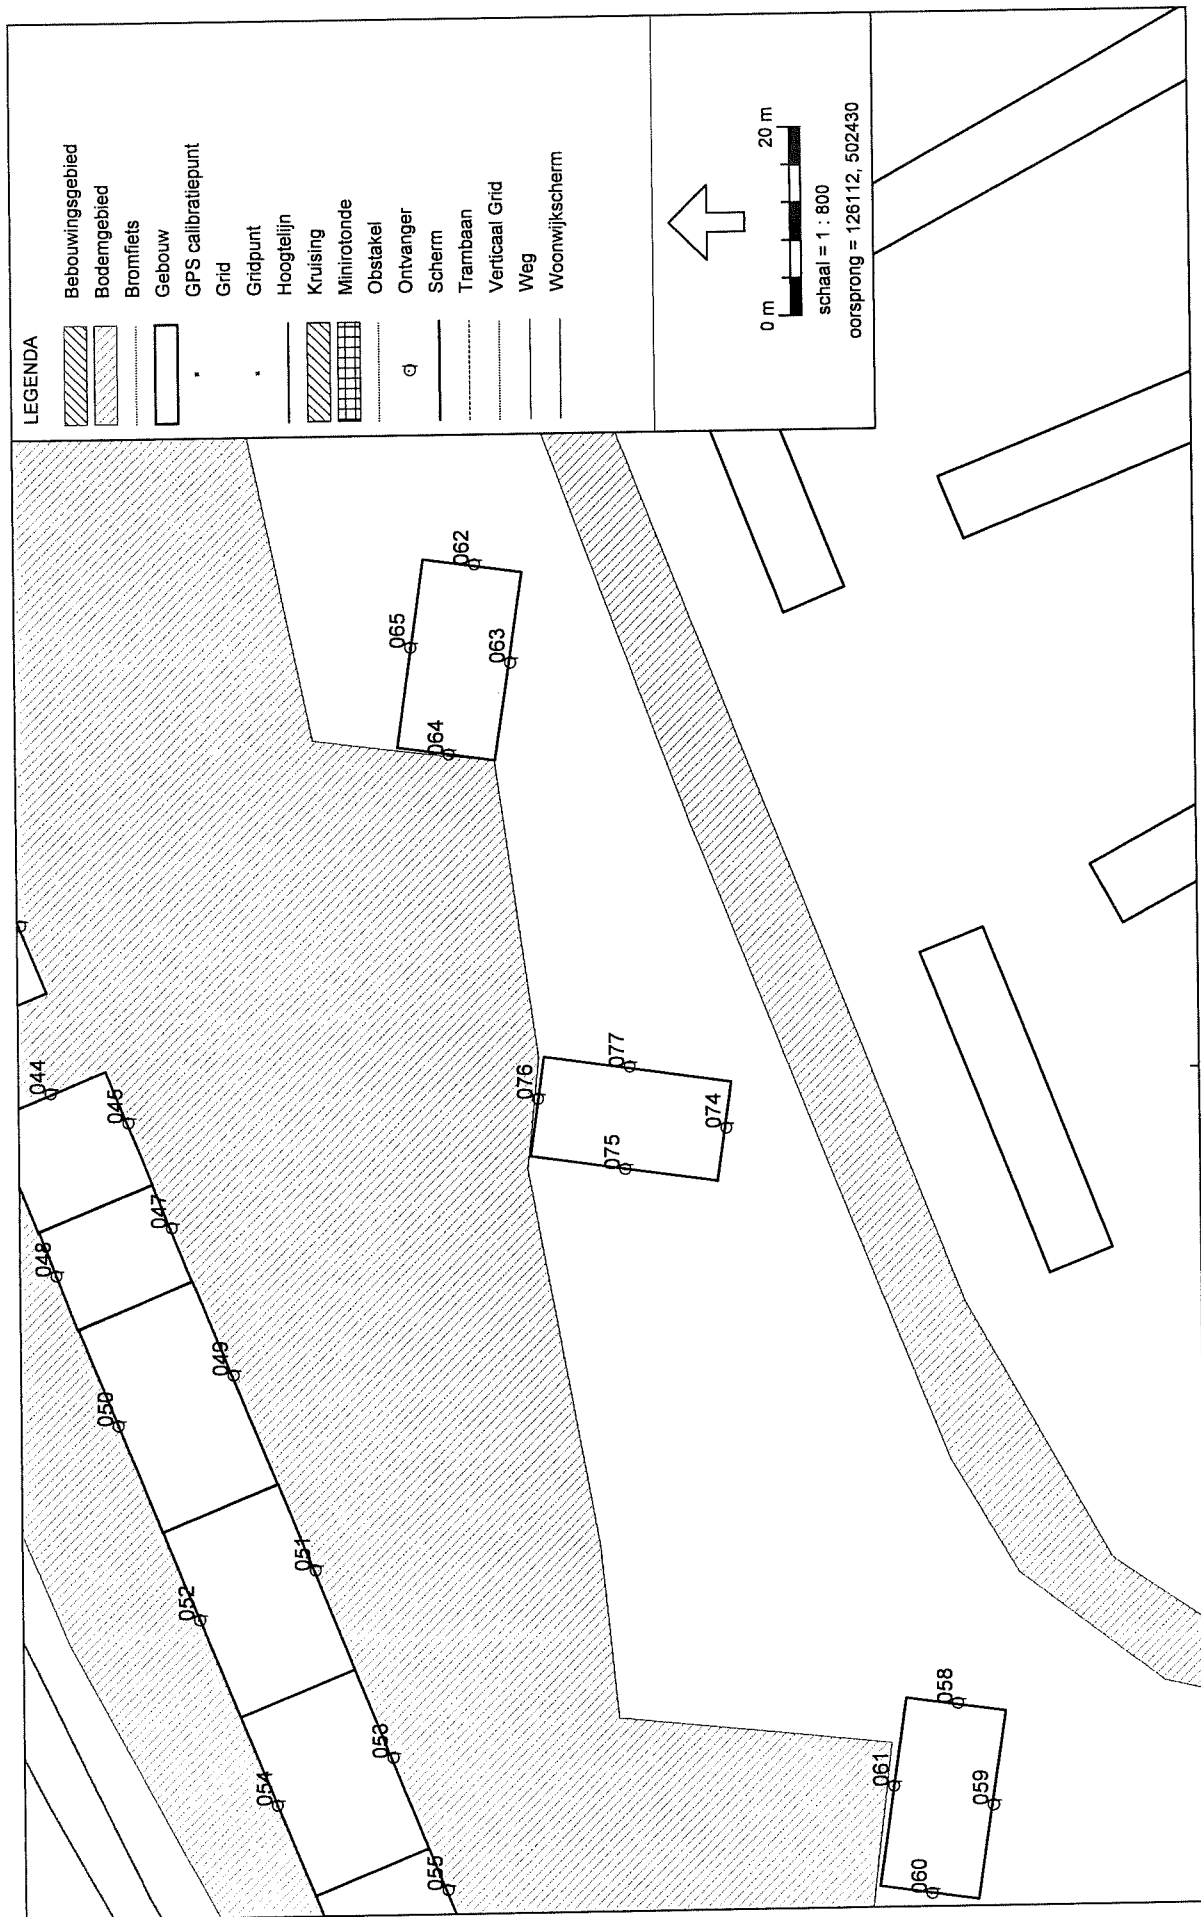 LEGENDA
Bebouwingsgebied
Bodemgebied
Bromfiets
Gebouw
GPS calibratiepunt
Grid
Gridpunt
Hoogtelijn
Kruising
Minirotonde
Obstakel
Ontvanger
Scherm
Trambaan
Verticaal Grid
Weg
Woonwijkscherm
0 m
20 m
schaal = 1 : 800
oorsprong = 126112, 502430
044
045
048
047
050
049
052
051
054
053
055
065
062
064
063
076
077
075
074
061
058
060
059